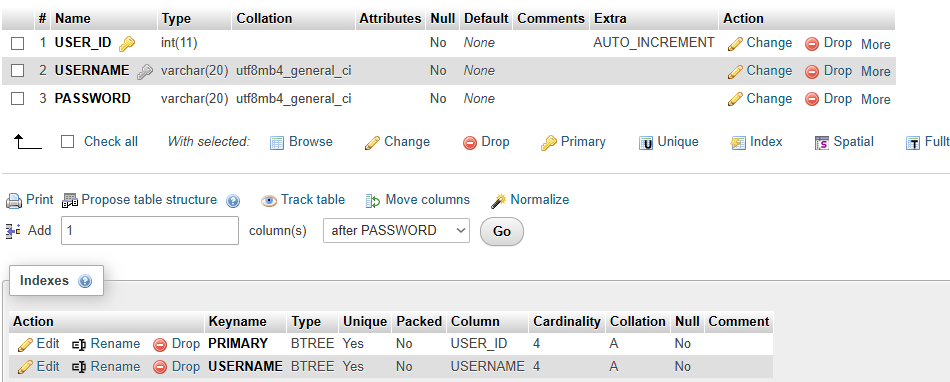 # Name Type Collation Attributes Null Default Comments Extra Action
1 USER_ID int(11) No None AUTO_INCREMENT Change Drop More
2 USERNAME varchar(20) utf8mb4_general_ci No None Change Drop More
3 PASSWORD varchar(20) utf8mb4_general_ci No None Change Drop More
Check all With selected: Browse Change Drop Primary Unique Index Spatial Fullt
Print Propose table structure Track table Move columns Normalize
Add 1 column(s) after PASSWORD Go
Indexes
Action Keyname Type Unique Packed Column Cardinality Collation Null Comment
Edit Rename Drop PRIMARY BTREE Yes No USER_ID 4 A No
Edit Rename Drop USERNAME BTREE Yes No USERNAME 4 A No